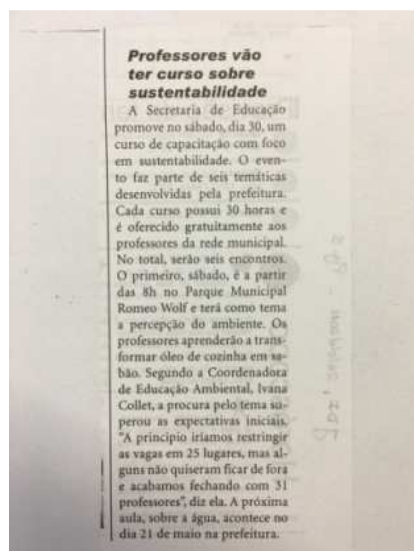 Professores vão
ter curso sobre
sustentabilidade
A Secretaria de Educação
promove no sábado, dia 30, um
curso de capacitação com foco
em sustentabilidade. O even-
to faz parte de seis temáticas
desenvolvidas pela prefeitura.
Cada curso possui 30 horas e
é oferecido gratuitamente aos
professores da rede municipal.
No total, serão seis encontros.
O primeiro, sábado, é a partir
das 8h no Parque Municipal
Romeo Wolf e terá como tema
a percepção do ambiente. Os
professores aprenderão a trans-
formar óleo de cozinha em sa-
bão. Segundo a Coordenadora
de Educação Ambiental, Ivana
Collet, a procura pelo tema su-
perou as expectativas iniciais.
"A princípio iríamos restringir
as vagas em 25 lugares, mas al-
guns não quiseram ficar de fora
e acabamos fechando com 31
professores", diz ela. A próxima
aula, sobre a água, acontece no
dia 21 de maio na prefeitura.